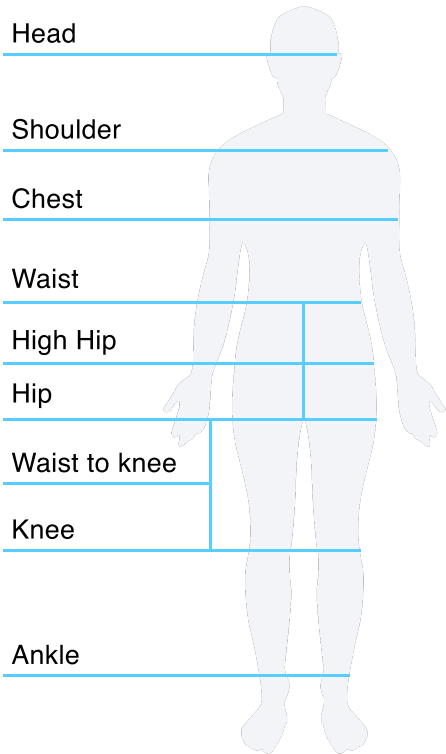 Head
Shoulder
Chest
Waist
High Hip
Hip
Waist to knee
Knee
Ankle